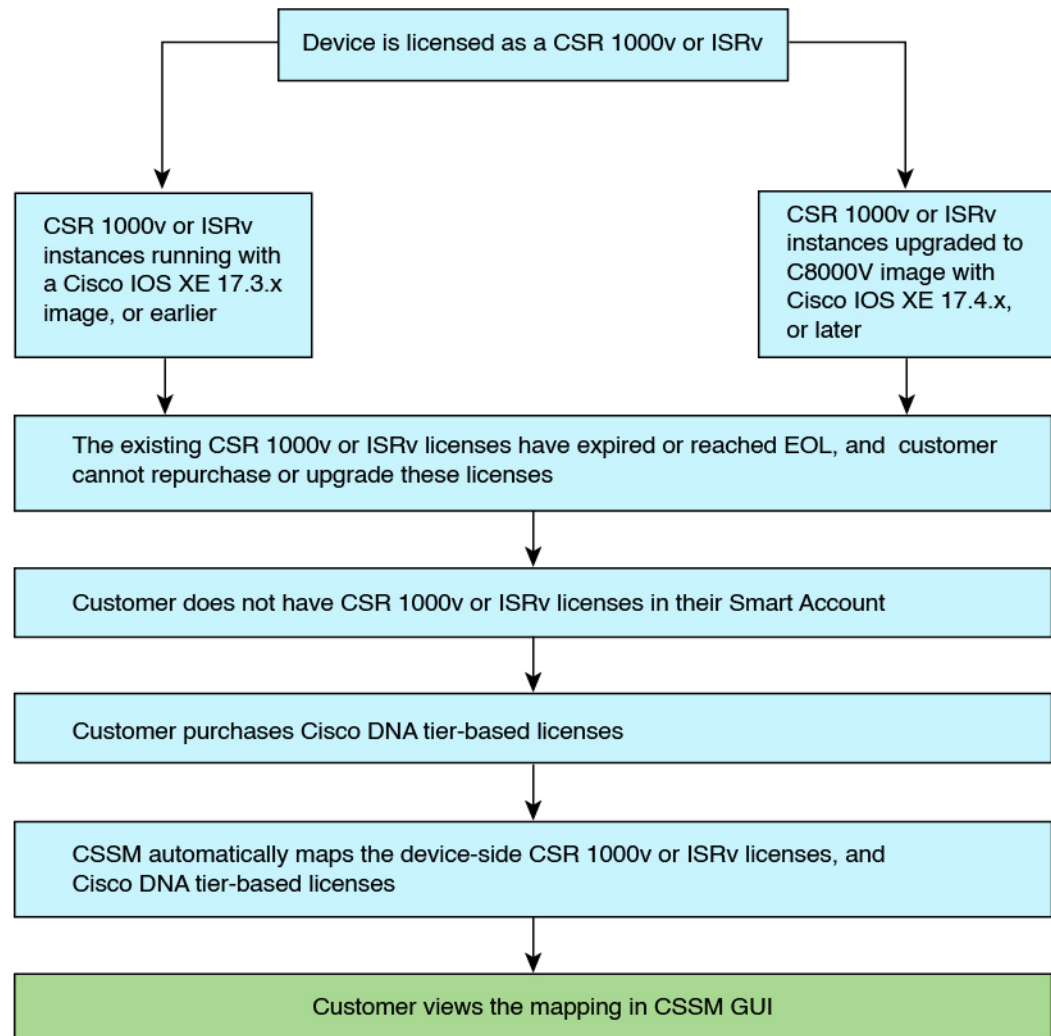 Device is licensed as a CSR 1000v or ISRv
CSR 1000v or ISRv
instances running with
a Cisco IOS XE 17.3.x
image, or earlier
CSR 1000v or ISRv
instances upgraded to
C8000V image with
Cisco IOS XE 17.4.x,
or later
The existing CSR 1000v or ISRv licenses have expired or reached EOL, and customer
cannot repurchase or upgrade these licenses
Customer does not have CSR 1000v or ISRv licenses in their Smart Account
Customer purchases Cisco DNA tier-based licenses
CSSM automatically maps the device-side CSR 1000v or ISRv licenses, and
Cisco DNA tier-based licenses
Customer views the mapping in CSSM GUI